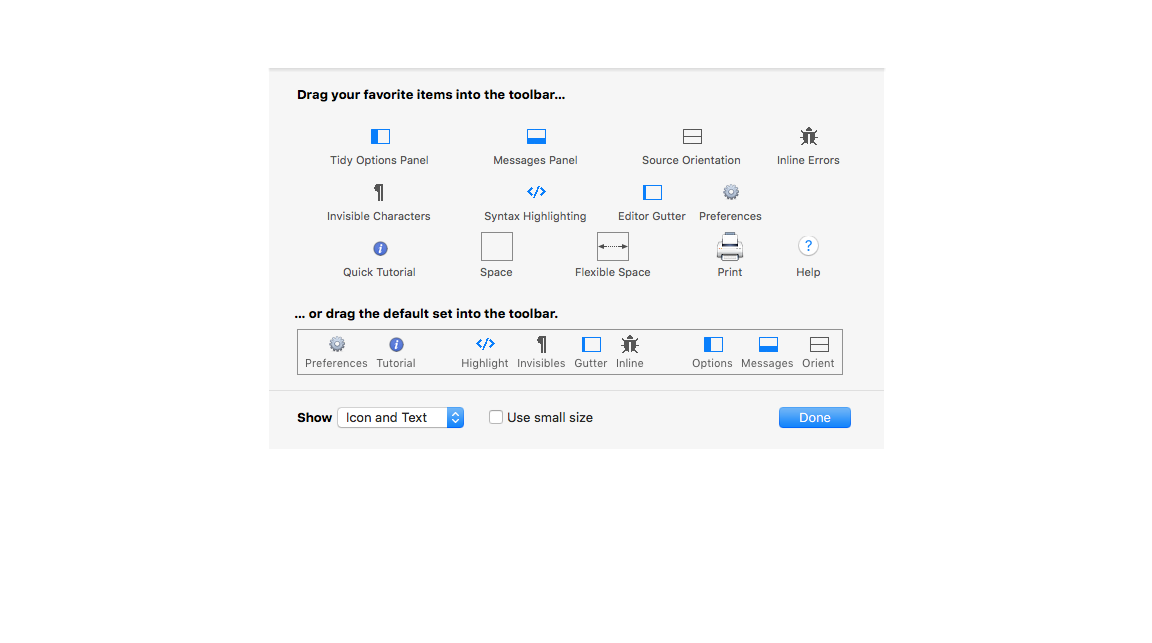 Drag your favorite items into the toolbar...
Tidy Options Panel Messages Panel Source Orientation Inline Errors
Invisible Characters Syntax Highlighting Editor Gutter Preferences
Quick Tutorial Space Flexible Space Print Help
... or drag the default set into the toolbar.
Preferences Tutorial Highlight Invisibles Gutter Inline Options Messages Orient
Show Icon and Text Use small size Done